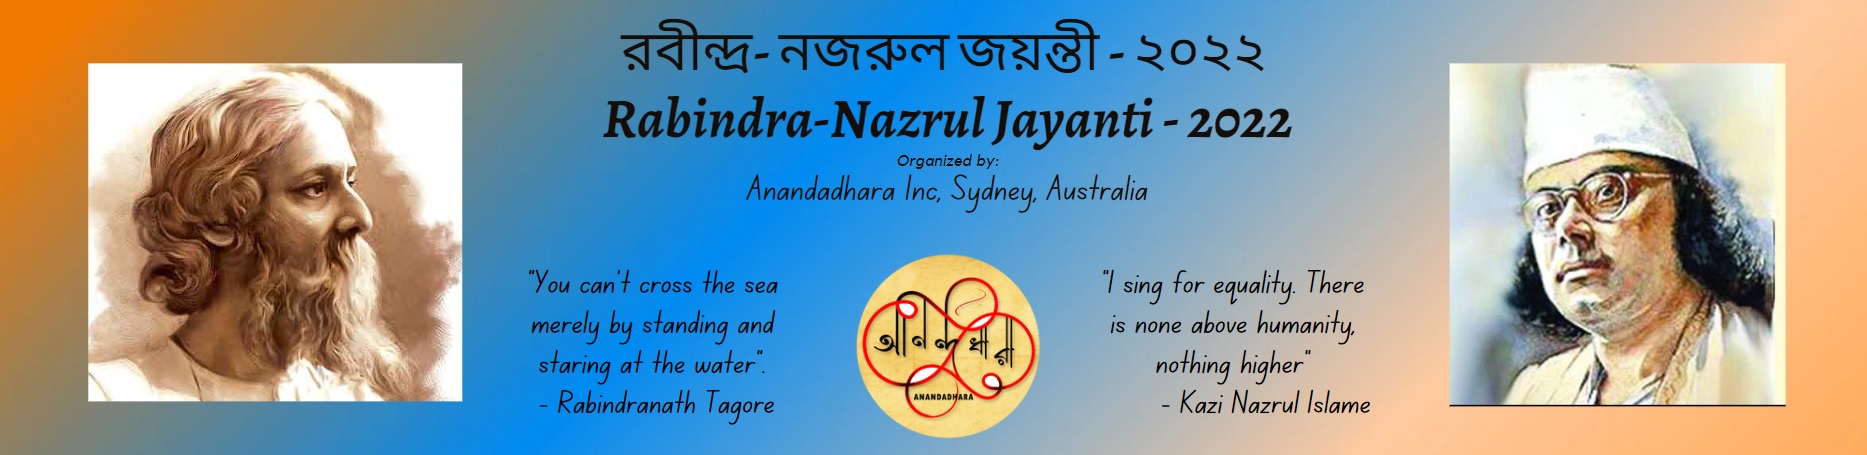 রবীন্দ্র- নজরুল জয়ন্তী - ২০২২
Rabindra-Nazrul Jayanti - 2022
Organized by:
Anandadhara Inc, Sydney, Australia
"You can't cross the sea
merely by standing and
staring at the water".
- Rabindranath Tagore
আনন্দধারা
ANANDADHARA
"I sing for equality. There
is none above humanity,
nothing higher"
- Kazi Nazrul Islame